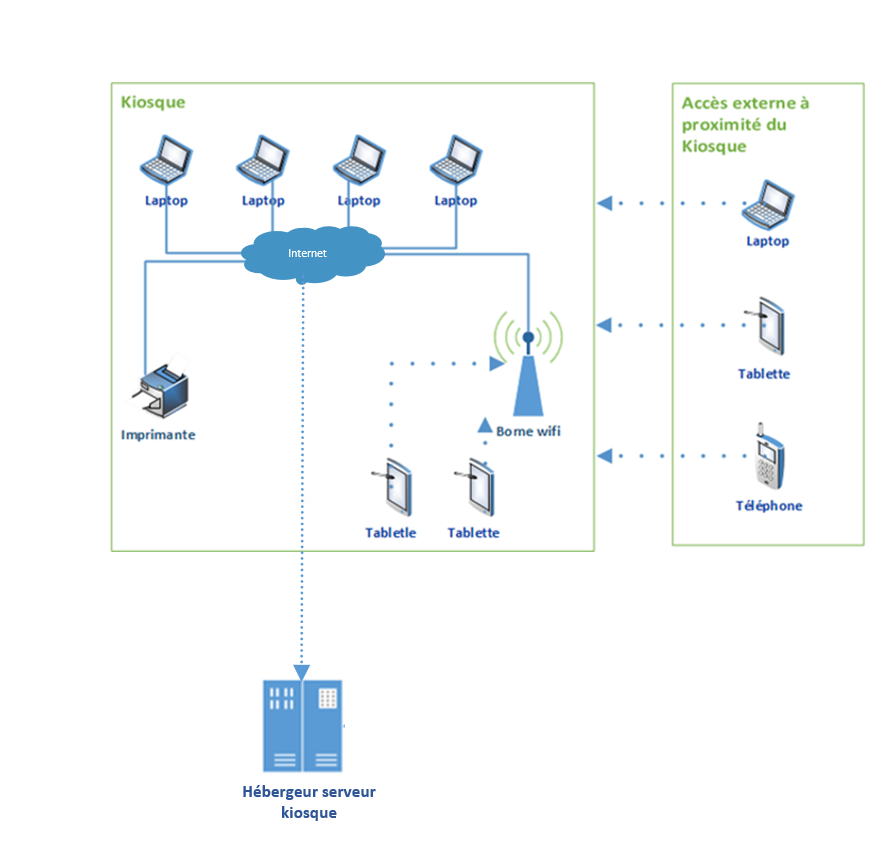 Kiosque
Accès externe à
proximité du
Kiosque
Laptop
Laptop
Laptop
Laptop
Laptop
Internet
Tablette
Imprimante
Borne wifi
Téléphone
Tabletle
Tablette
Hébergeur serveur
kiosque